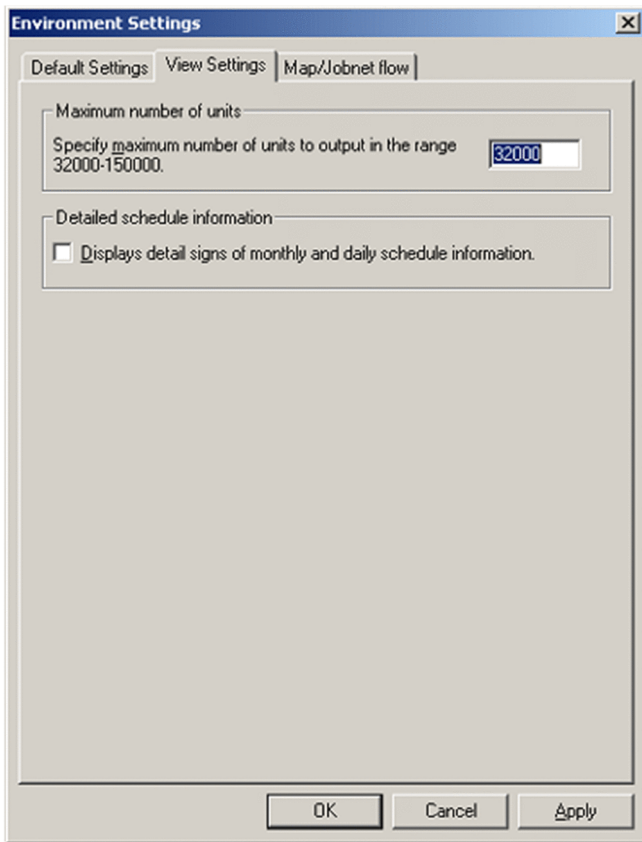 Environment Settings
Default Settings View Settings Map/Jobnet flow
Maximum number of units
Specify maximum number of units to output in the range 32000
32000-150000.
Detailed schedule information
Displays detail signs of monthly and daily schedule information.
OK Cancel Apply